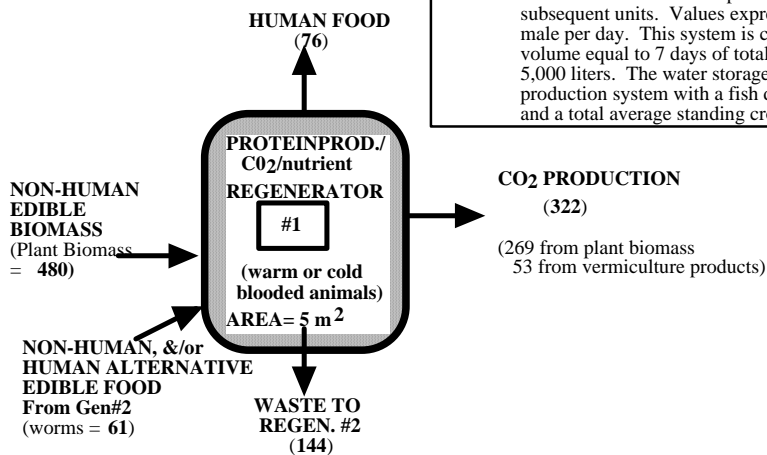 HUMAN FOOD
(76)
subsequent units. Values
male per day. This system is
volume equal to 7 days of total
5,000 liters. The water storage
production system with a fish
and a total average standing
PROTEINPROD./
C02/nutrient
REGENERATOR
#1
(warm or cold
blooded animals)
AREA= 5 m2
NON-HUMAN
EDIBLE
BIOMASS
(Plant Biomass
= 480)
CO2 PRODUCTION
(322)
(269 from plant biomass
53 from vermiculture products)
NON-HUMAN, &/or
HUMAN ALTERNATIVE
EDIBLE FOOD
From Gen#2
(worms = 61)
WASTE TO
REGEN. #2
(144)